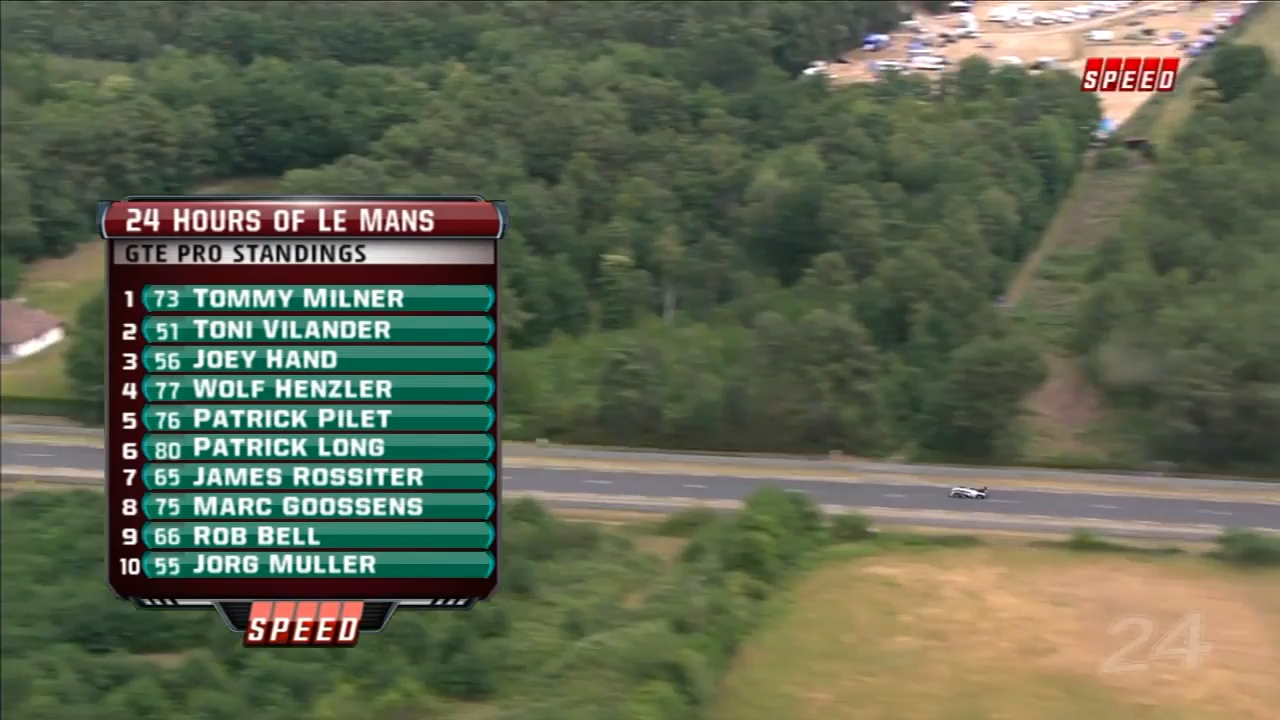 SPEED
24 HOURS OF LE MANS
GTE PRO STANDINGS
1 73 TOMMY MILNER
2 51 TONI VILANDER
3 56 JOEY HAND
4 77 WOLF HENZLER
5 76 PATRICK PILET
6 80 PATRICK LONG
7 65 JAMES ROSSITER
8 75 MARC GOOSSENS
9 66 ROB BELL
10 55 JORG MULLER
SPEED
24